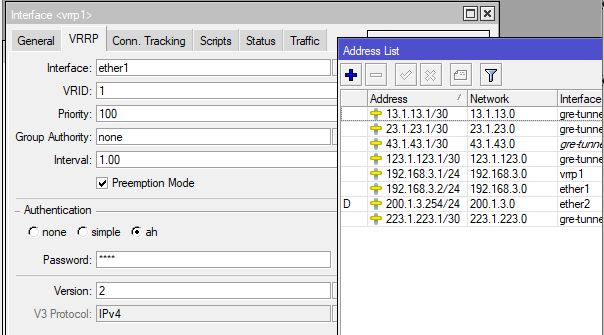 Interface <vrrp1>
General VRRP Conn. Tracking Scripts Status Traffic
Interface: ether1
VRID: 1
Priority: 100
Group Authority: none
Interval: 1.00
Preemption Mode
Authentication
none simple ah
Password: ****
Version: 2
V3 Protocol: IPv4
Address List
Address / Network Interface
13.1.13.1/30 13.1.13.0 gre-tunne
23.1.23.1/30 23.1.23.0 gre-tunne
43.1.43.1/30 43.1.43.0 gre-tunne
123.1.123.1/30 123.1.123.0 gre-tunne
192.168.3.1/24 192.168.3.0 vrrp1
192.168.3.2/24 192.168.3.0 ether1
D 200.1.3.254/24 200.1.3.0 ether2
223.1.223.1/30 223.1.223.0 gre-tunne